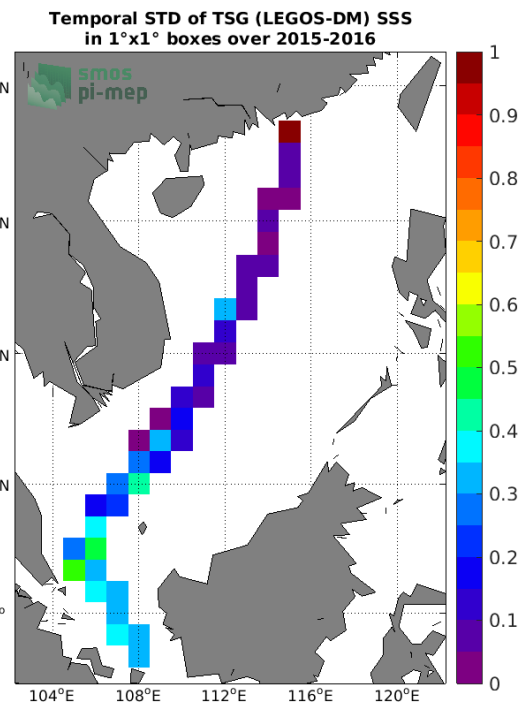 Temporal STD of TSG (LEGOS-DM) SSS
in 1°x1° boxes over 2015-2016
smos
pi-mep
N
N
N
N
o
104°E
108°E
112°E
116°E
120°E
1
0.9
0.8
0.7
0.6
0.5
0.4
0.3
0.2
0.1
0